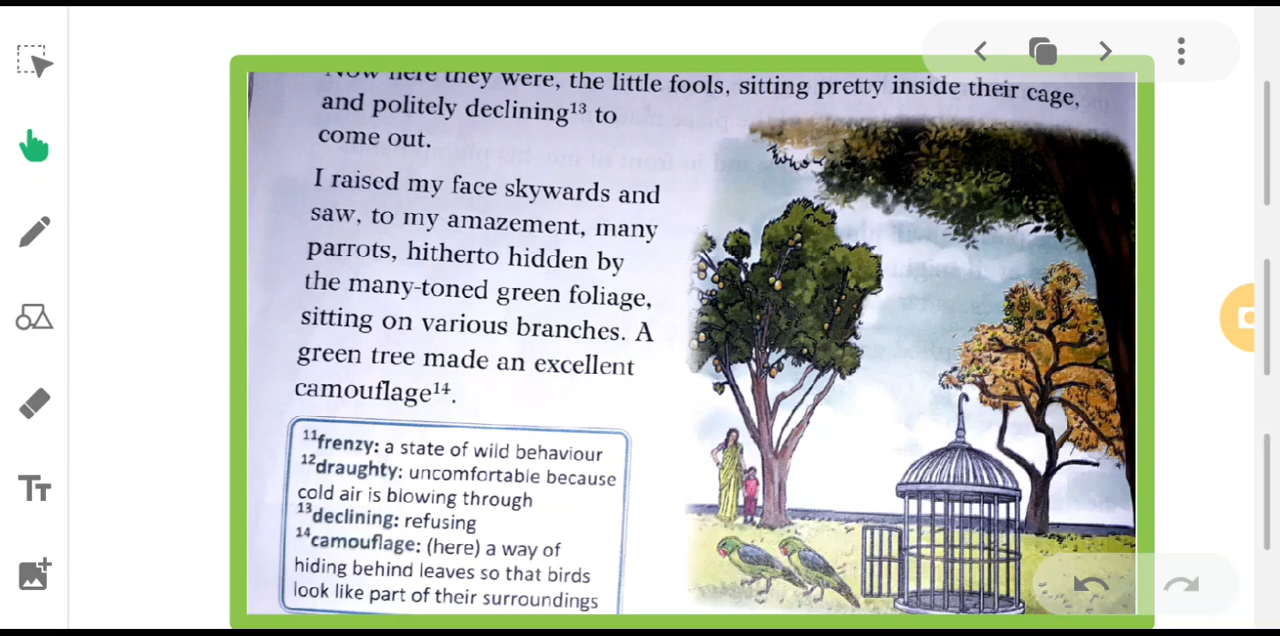 Now here they were, the little fools, sitting pretty inside their cage,
and politely declining¹³ to
come out.
I raised my face skywards and
saw, to my amazement, many
parrots, hitherto hidden by
the many-toned green foliage,
sitting on various branches. A
green tree made an excellent
camouflage¹⁴.
¹¹frenzy: a state of wild behaviour
¹²draughty: uncomfortable because
cold air is blowing through
¹³declining: refusing
¹⁴camouflage: (here) a way of
hiding behind leaves so that birds
look like part of their surroundings
TT